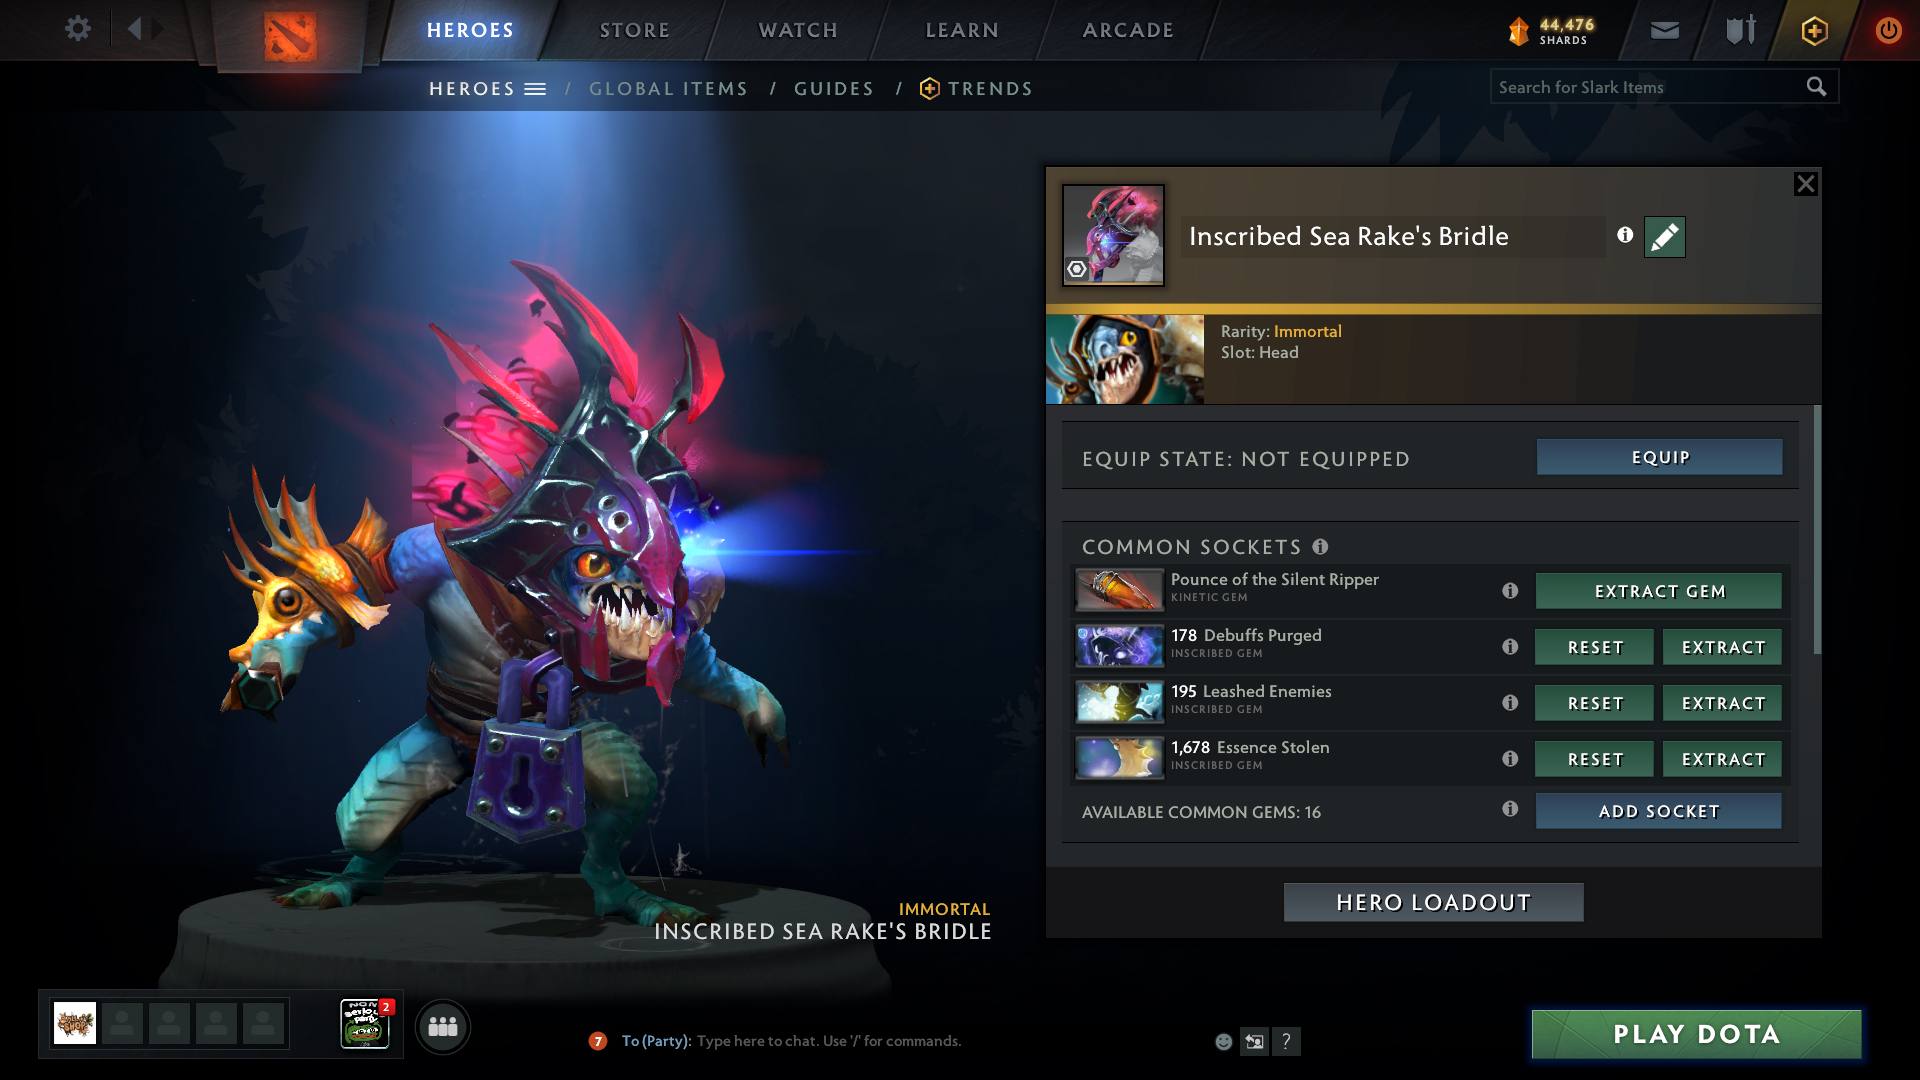 HEROES
STORE
WATCH
LEARN
ARCADE
44,476
SHARDS
HEROES / GLOBAL ITEMS / GUIDES / TRENDS
Search for Slark Items
Inscribed Sea Rake's Bridle
Rarity: Immortal
Slot: Head
EQUIP STATE: NOT EQUIPPED
EQUIP
COMMON SOCKETS
Pounce of the Silent Ripper
KINETIC GEM
EXTRACT GEM
178 Debuffs Purged
INSCRIBED GEM
RESET
EXTRACT
195 Leashed Enemies
INSCRIBED GEM
RESET
EXTRACT
1,678 Essence Stolen
INSCRIBED GEM
RESET
EXTRACT
AVAILABLE COMMON GEMS: 16
ADD SOCKET
HERO LOADOUT
IMMORTAL
INSCRIBED SEA RAKE'S BRIDLE
2
7
To (Party): Type here to chat. Use '/' for commands.
?
PLAY DOTA